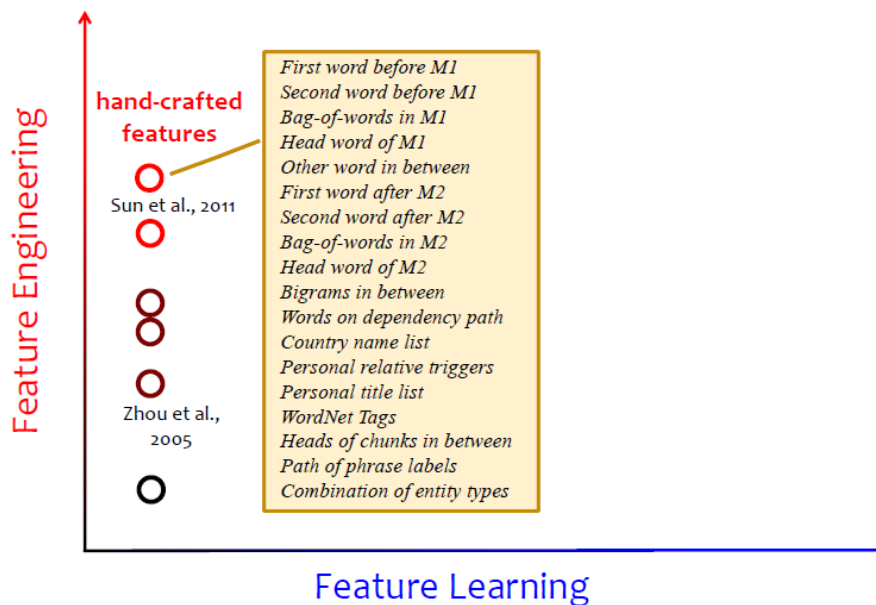 Feature Engineering
hand-crafted
features
Sun et al., 2011
Zhou et al.,
2005
First word before M1
Second word before M1
Bag-of-words in M1
Head word of M1
Other word in between
First word after M2
Second word after M2
Bag-of-words in M2
Head word of M2
Bigrams in between
Words on dependency path
Country name list
Personal relative triggers
Personal title list
WordNet Tags
Heads of chunks in between
Path of phrase labels
Combination of entity types
Feature Learning